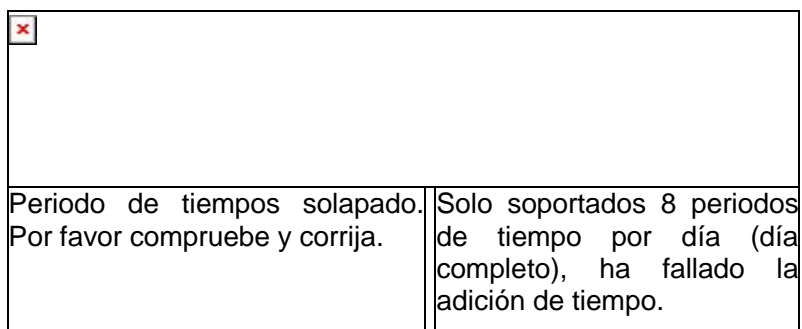 Periodo de tiempos solapado.
Por favor compruebe y corrija.
Solo soportados 8 periodos
de tiempo por día (día
completo), ha fallado la
adición de tiempo.